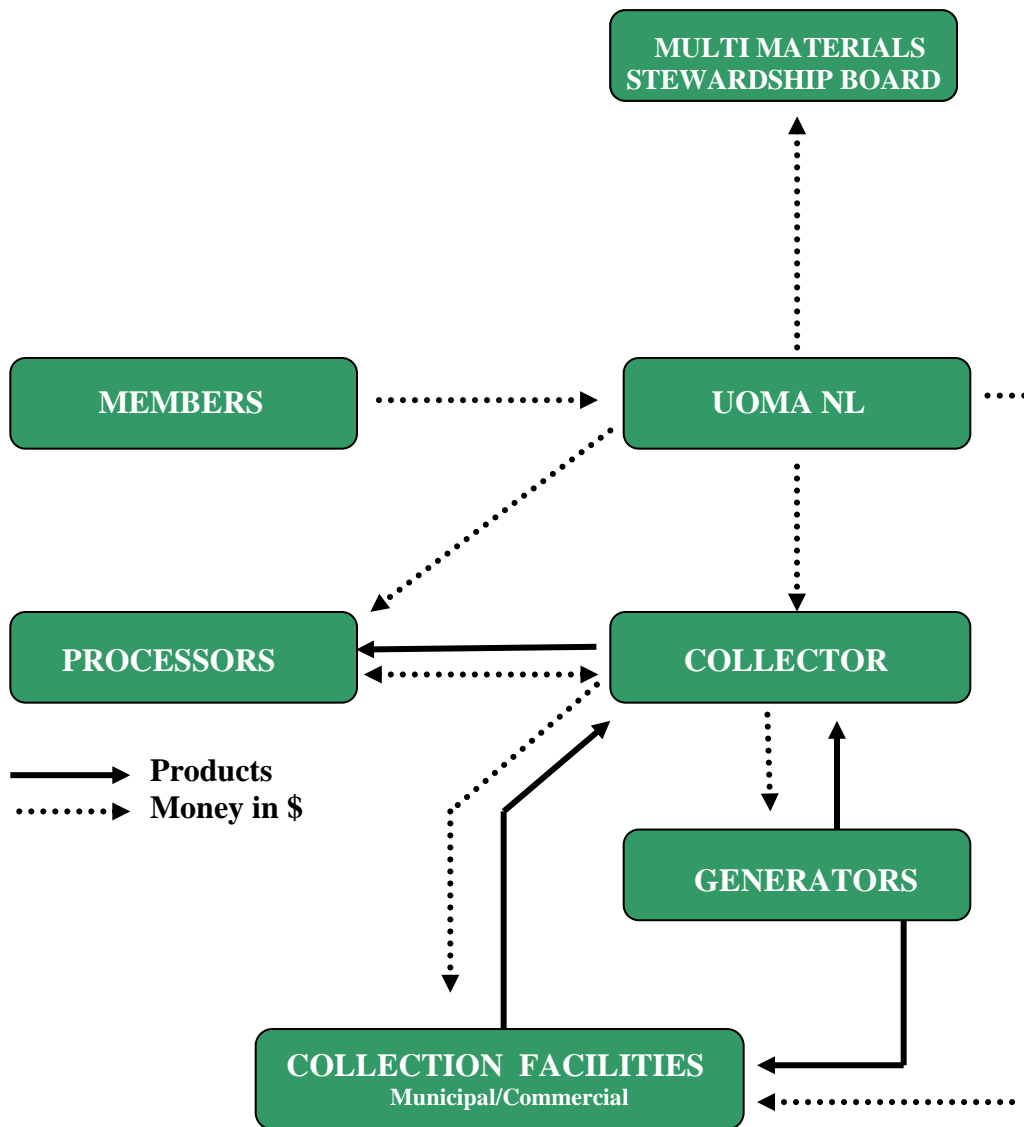 MULTI MATERIALS
STEWARDSHIP BOARD
MEMBERS
UOMA NL
PROCESSORS
COLLECTOR
Products
Money in $
GENERATORS
COLLECTION FACILITIES
Municipal/Commercial